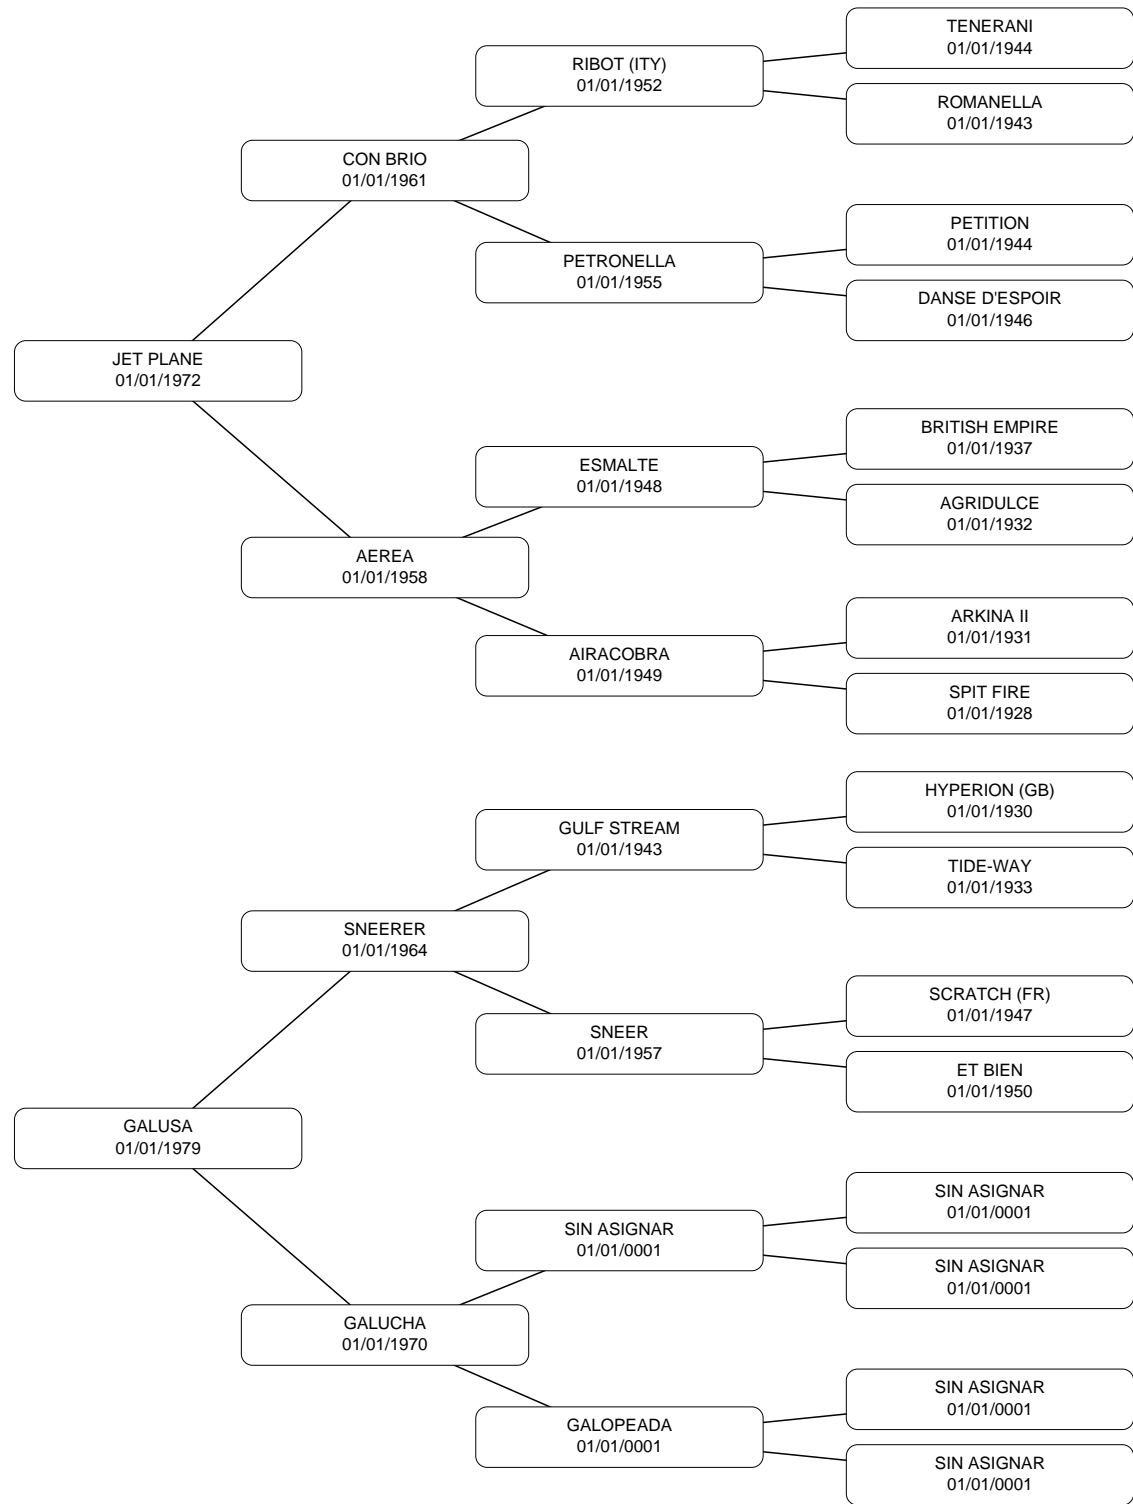 TENERANI
01/01/1944
RIBOT (ITY)
01/01/1952
ROMANELLA
01/01/1943
CON BRIO
01/01/1961
PETITION
01/01/1944
PETRONELLA
01/01/1955
DANSE D'ESPOIR
01/01/1946
JET PLANE
01/01/1972
BRITISH EMPIRE
01/01/1937
ESMALTE
01/01/1948
AGRIDULCE
01/01/1932
AEREA
01/01/1958
ARKINA II
01/01/1931
AIRACOBRA
01/01/1949
SPIT FIRE
01/01/1928
HYPERION (GB)
01/01/1930
GULF STREAM
01/01/1943
TIDE-WAY
01/01/1933
SNEERER
01/01/1964
SCRATCH (FR)
01/01/1947
SNEER
01/01/1957
ET BIEN
01/01/1950
GALUSA
01/01/1979
SIN ASIGNAR
01/01/0001
SIN ASIGNAR
01/01/0001
SIN ASIGNAR
01/01/0001
GALUCHA
01/01/1970
SIN ASIGNAR
01/01/0001
GALOPEADA
01/01/0001
SIN ASIGNAR
01/01/0001